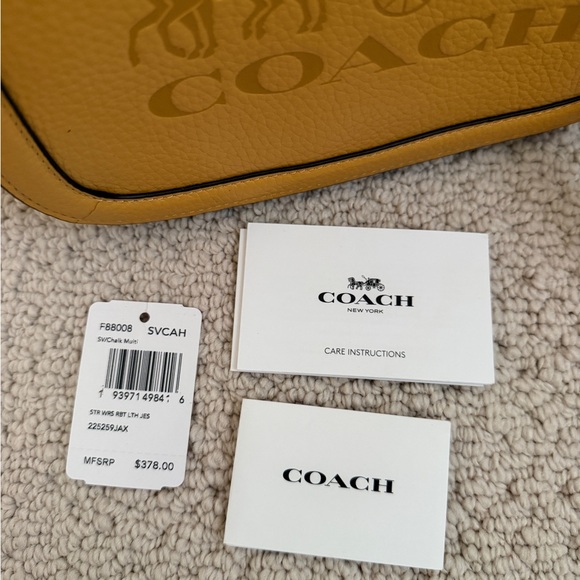 COACH
COACH
NEW YORK
CARE INSTRUCTIONS
F88008 SVCAH
SV/Chalk Multi
1 93971 49841 6
STR WRS RBT LTH JES
225259JAX
MFSRP $378.00
COACH